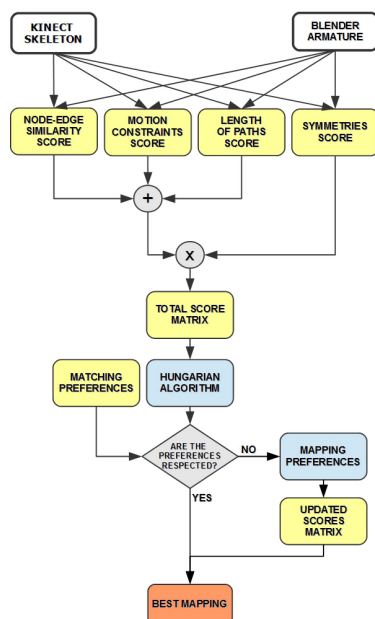 KINECT
SKELETON
BLENDER
ARMATURE
NODE-EDGE
SIMILARITY
SCORE
MOTION
CONSTRAINTS
SCORE
LENGTH
OF PATHS
SCORE
SYMMETRIES
SCORE
+
X
TOTAL SCORE
MATRIX
MATCHING
PREFERENCES
HUNGARIAN
ALGORITHM
ARE THE
PREFERENCES
RESPECTED?
NO
MAPPING
PREFERENCES
YES
UPDATED
SCORES
MATRIX
BEST MAPPING